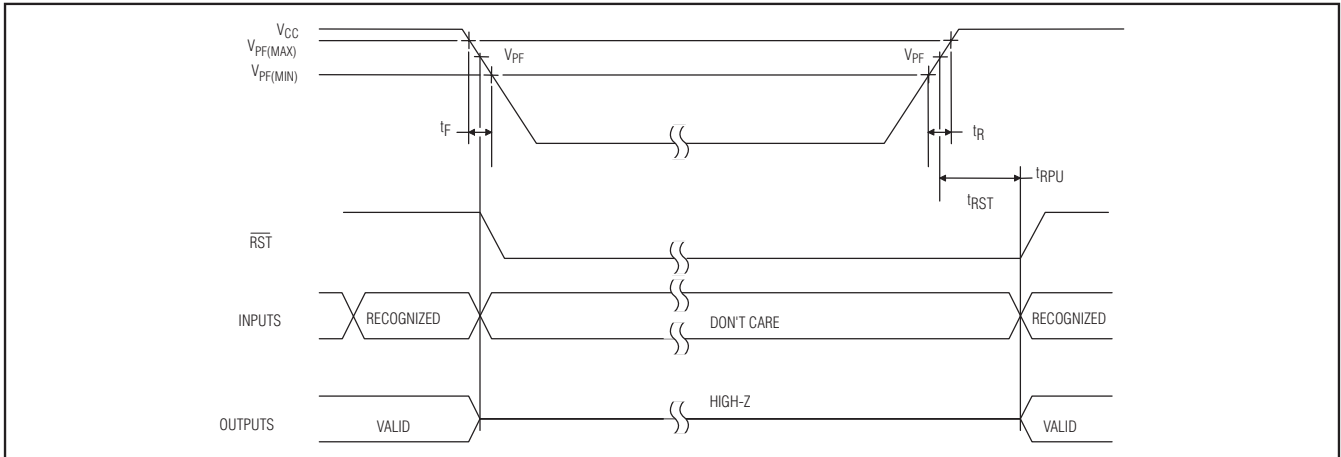 VCC
VPF(MAX)
VPF VPF
VPF(MIN)
tF tR
tRPU
tRST
RST
INPUTS RECOGNIZED DON'T CARE RECOGNIZED
HIGH-Z
OUTPUTS VALID VALID